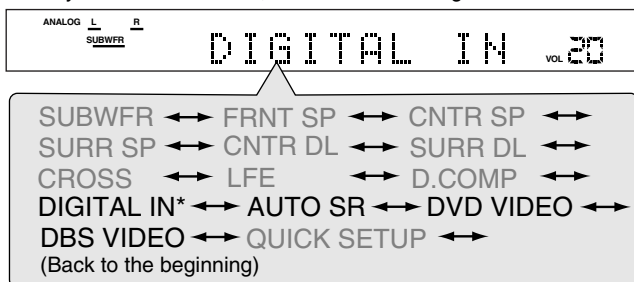 ANALOG L R
SUBWFR
DIGITAL IN VOL 20
SUBWFR ↔ FRNT SP ↔ CNTR SP ↔
SURR SP ↔ CNTR DL ↔ SURR DL ↔
CROSS ↔ LFE ↔ D.COMP ↔
DIGITAL IN* ↔ AUTO SR ↔ DVD VIDEO ↔
DBS VIDEO ↔ QUICK SETUP ↔
(Back to the beginning)